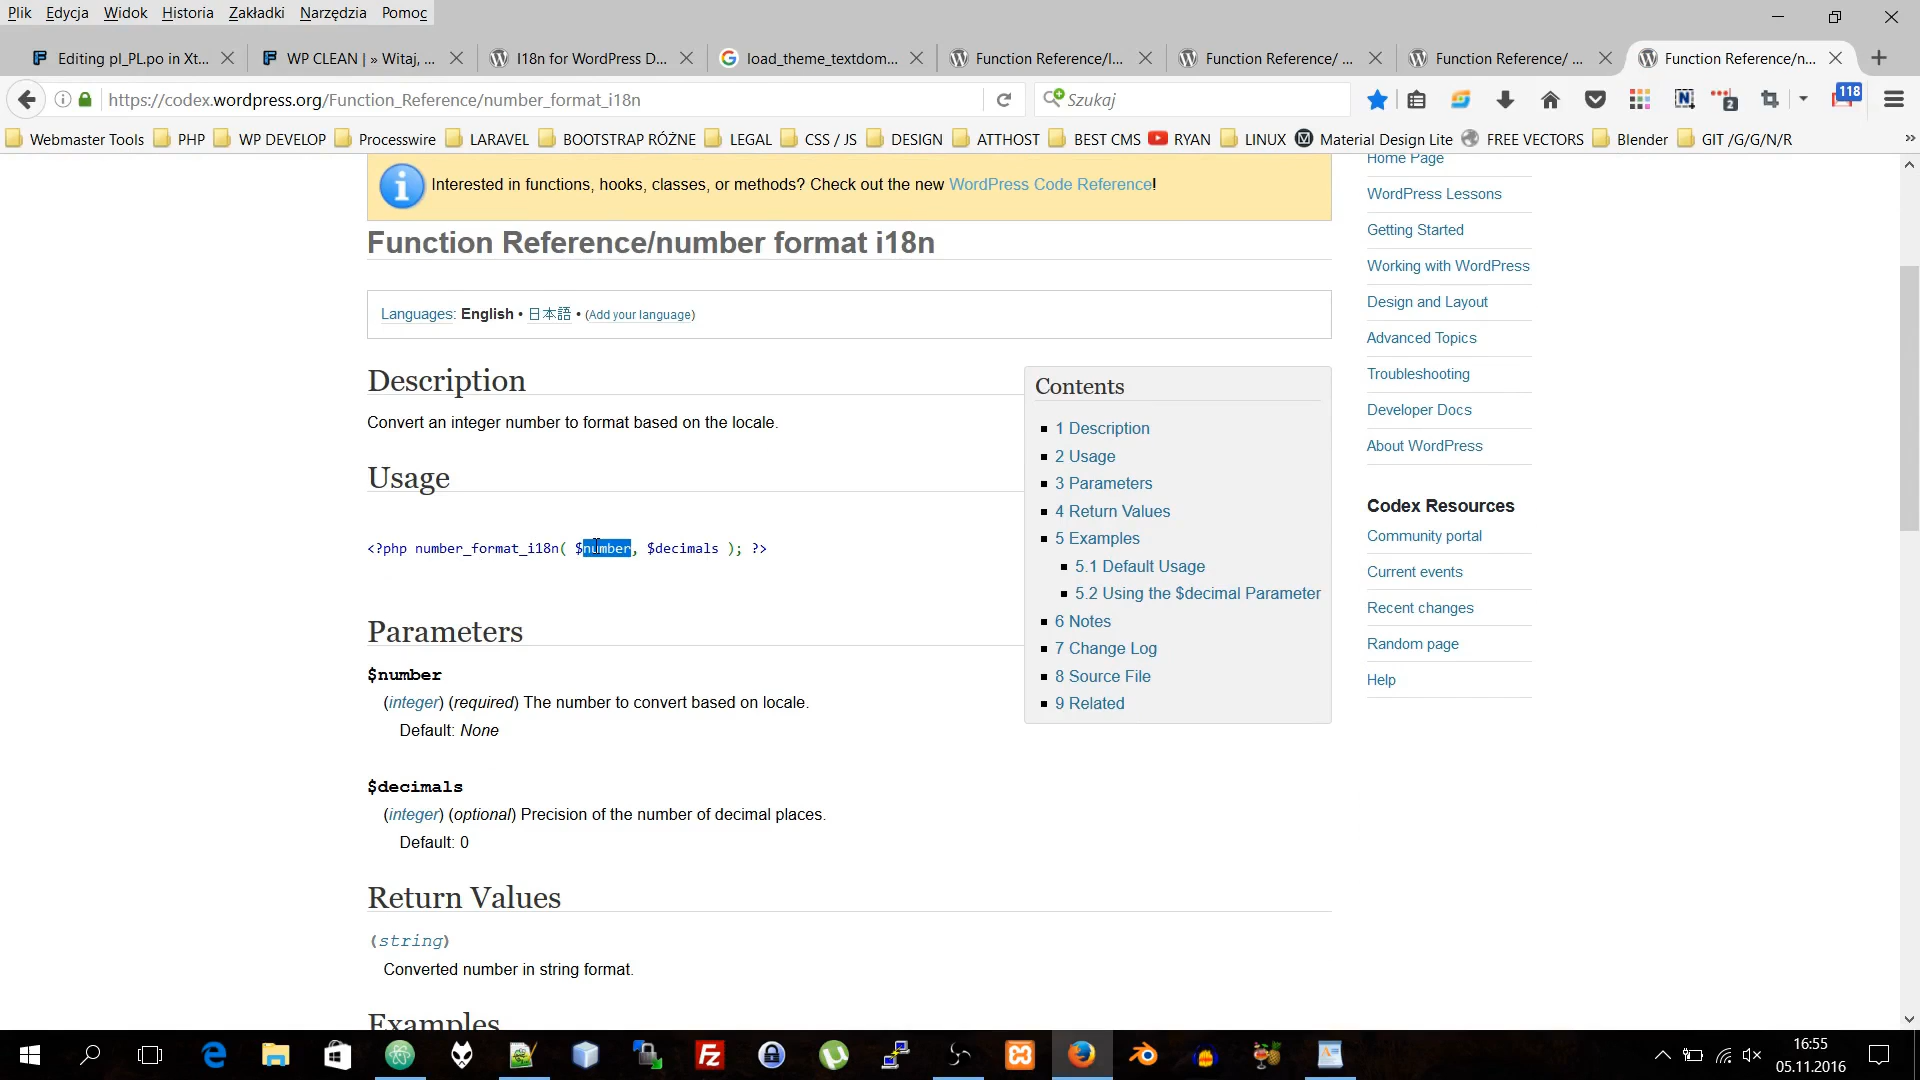 Plik Edycja Widok Historia Zakładki Narzędzia Pomoc
Editing pl_PL.po in Xt... WP CLEAN | » Witaj, ... I18n for WordPress D... load_theme_textdom... Function Reference/l... Function Reference/ ... Function Reference/ ... Function Reference/n...
https://codex.wordpress.org/Function_Reference/number_format_i18n
Szukaj
2
118
Webmaster Tools PHP WP DEVELOP Processwire LARAVEL BOOTSTRAP RÓŻNE LEGAL CSS / JS DESIGN ATTHOST BEST CMS RYAN LINUX Material Design Lite FREE VECTORS Blender GIT /G/G/N/R
Interested in functions, hooks, classes, or methods? Check out the new WordPress Code Reference!
Function Reference/number format i18n
Languages: English • 日本語 • (Add your language)
Description
Convert an integer number to format based on the locale.
Usage
<?php number_format_i18n( $number, $decimals ); ?>
Parameters
$number
(integer) (required) The number to convert based on locale.
Default: None
$decimals
(integer) (optional) Precision of the number of decimal places.
Default: 0
Return Values
(string)
Converted number in string format.
Examples
Contents
1 Description
2 Usage
3 Parameters
4 Return Values
5 Examples
5.1 Default Usage
5.2 Using the $decimal Parameter
6 Notes
7 Change Log
8 Source File
9 Related
Home Page
WordPress Lessons
Getting Started
Working with WordPress
Design and Layout
Advanced Topics
Troubleshooting
Developer Docs
About WordPress
Codex Resources
Community portal
Current events
Recent changes
Random page
Help
16:55
05.11.2016